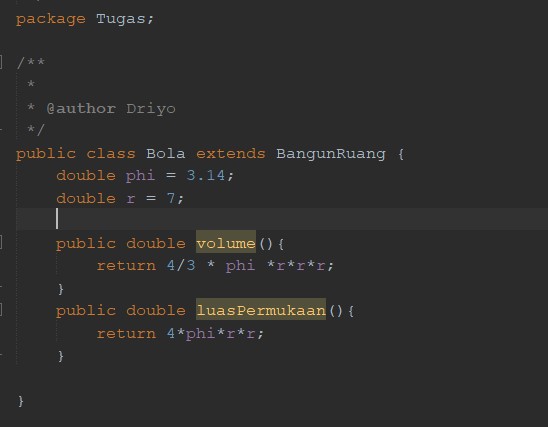 package Tugas;
/**
 *
 * @author Driyo
 */
public class Bola extends BangunRuang {
    double phi = 3.14;
    double r = 7;
    public double volume(){
        return 4/3 * phi *r*r*r;
    }
    public double luasPermukaan(){
        return 4*phi*r*r;
    }
}